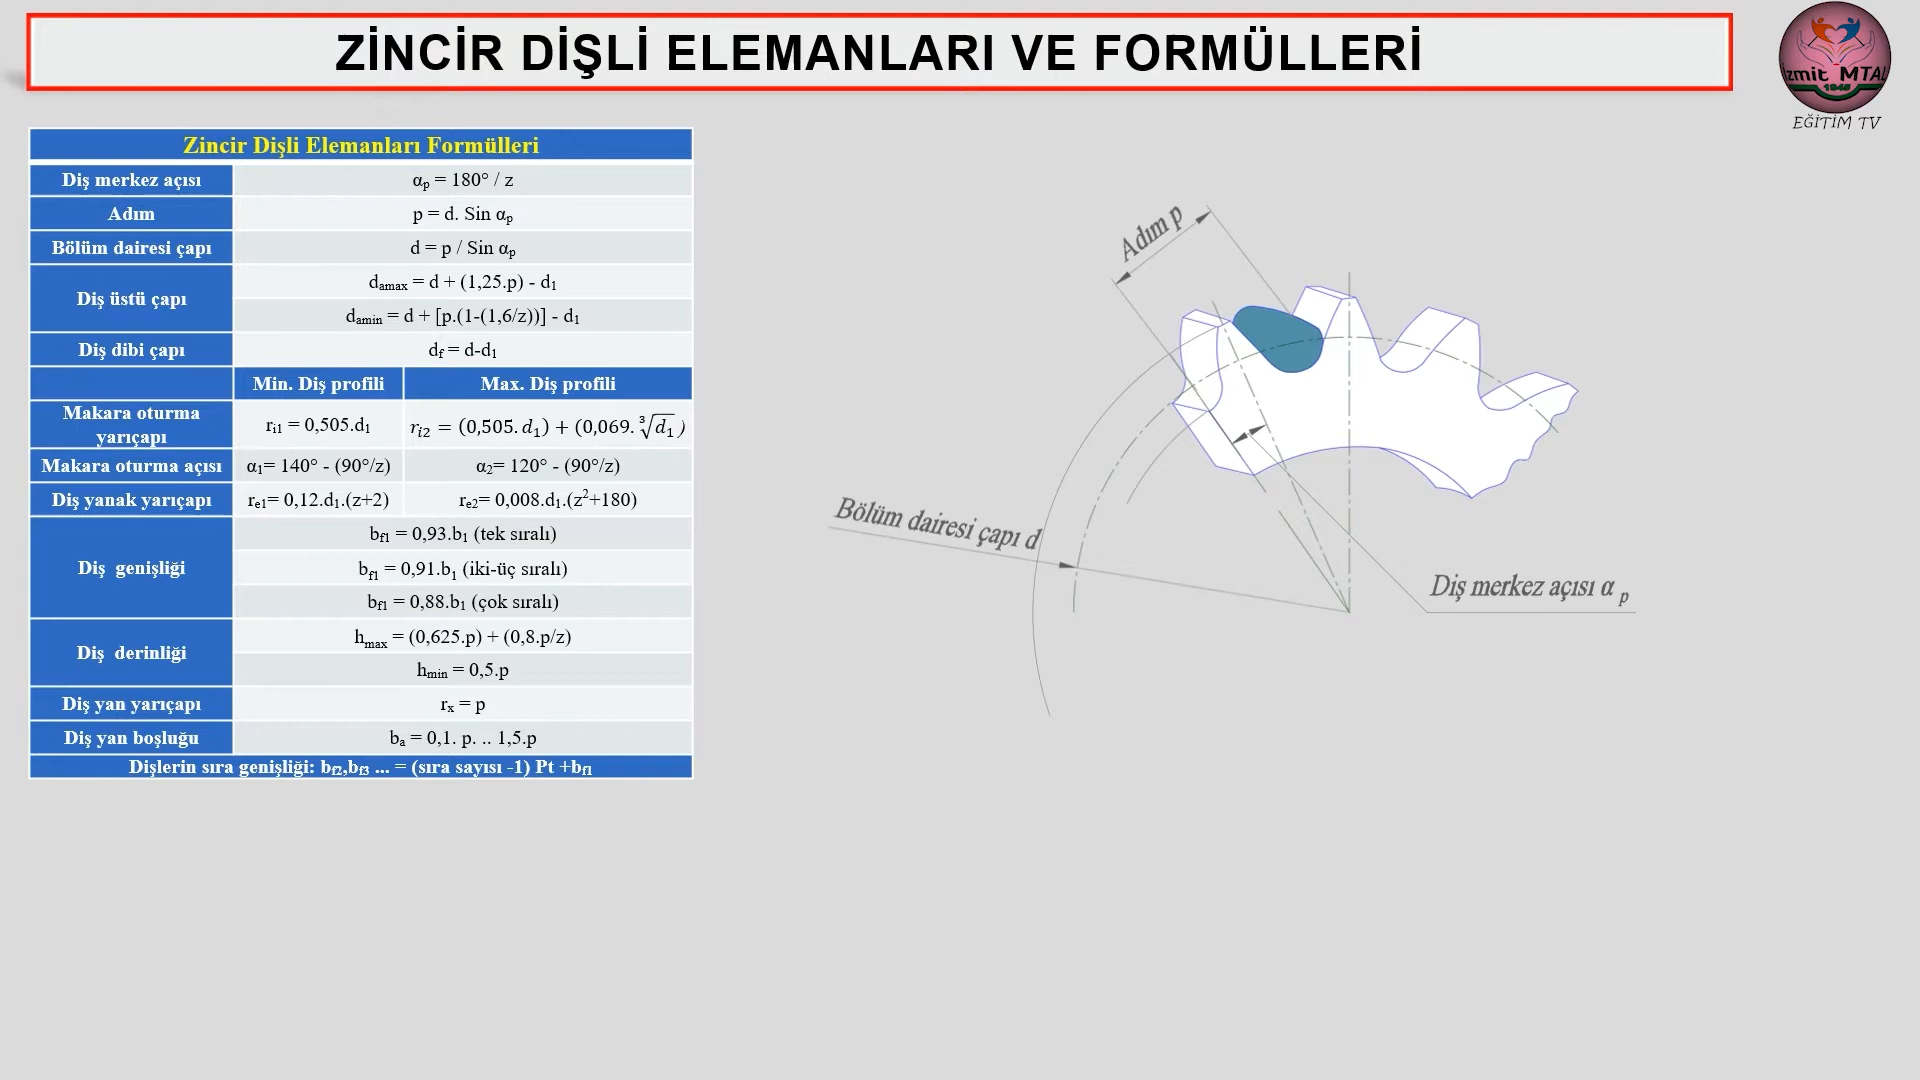 ZİNCİR DİŞLİ ELEMANLARI VE FORMÜLLERİ
İzmit MTAL
1945
EĞİTİM TV
Zincir Dişli Elemanları Formülleri
Diş merkez açısı αp = 180° / z
Adım p = d. Sin αp
Bölüm dairesi çapı d = p / Sin αp
Diş üstü çapı
damax = d + (1,25.p) - d1
damin = d + [p.(1-(1,6/z))] - d1
Diş dibi çapı df = d-d1
Min. Diş profili Max. Diş profili
Makara oturma
yarıçapı
ri1 = 0,505.d1 ri2 = (0,505. d1) + (0,069. ∛d1 )
Makara oturma açısı α1= 140° - (90°/z) α2= 120° - (90°/z)
Diş yanak yarıçapı re1= 0,12.d1.(z+2) re2= 0,008.d1.(z²+180)
Diş genişliği
bf1 = 0,93.b1 (tek sıralı)
bf1 = 0,91.b1 (iki-üç sıralı)
bf1 = 0,88.b1 (çok sıralı)
Diş derinliği
hmax = (0,625.p) + (0,8.p/z)
hmin = 0,5.p
Diş yan yarıçapı rx = p
Diş yan boşluğu ba = 0,1. p. .. 1,5.p
Dişlerin sıra genişliği: bf2,bf3 ... = (sıra sayısı -1) Pt +bf1
Adım p
Bölüm dairesi çapı d
Diş merkez açısı α p